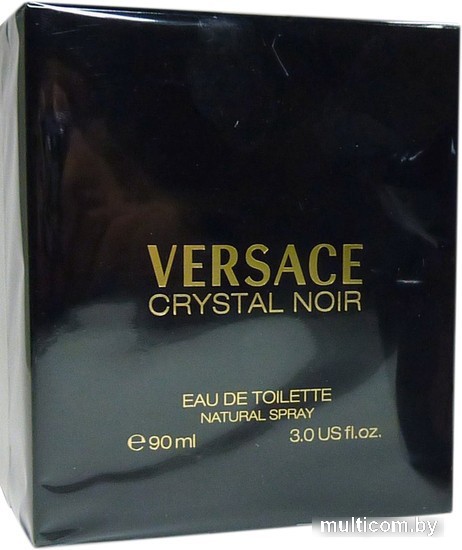 VERSACE
CRYSTAL NOIR
EAU DE TOILETTE
NATURAL SPRAY
℮ 90 ml 3.0 US fl.oz.
multicom.by